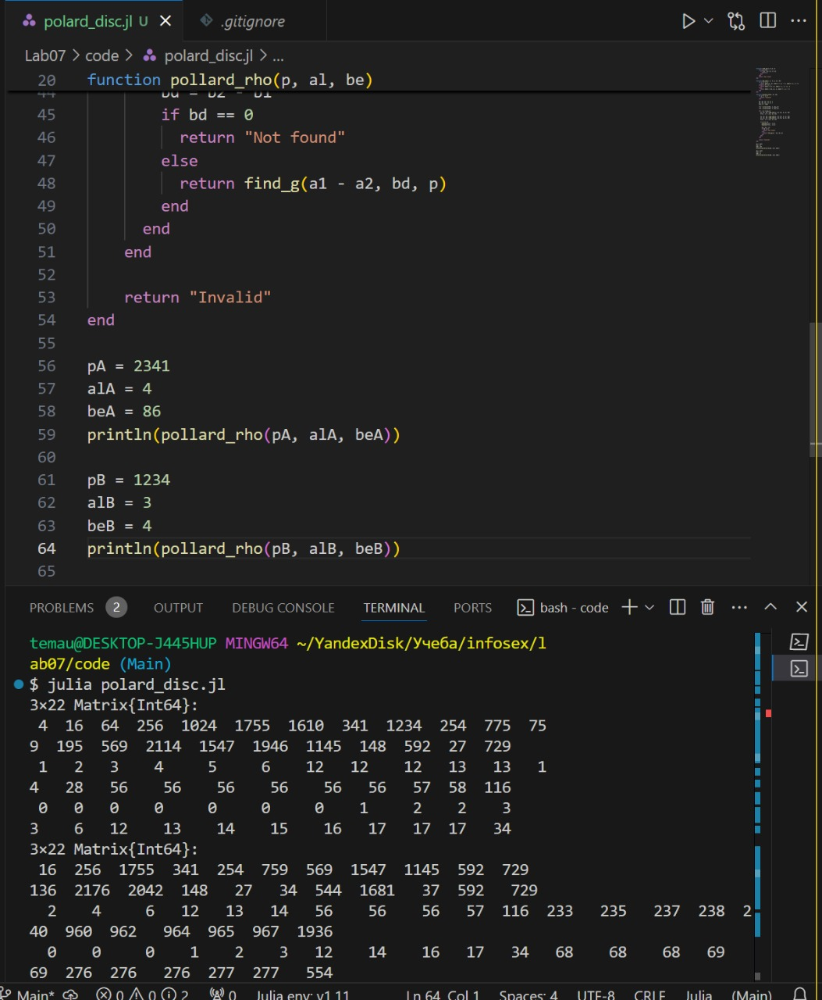 polard_disc.jl U × .gitignore
Lab07 > code > polard_disc.jl > ...
20 function pollard_rho(p, al, be)
44 bd = b2 - b1
45 if bd == 0
46 return "Not found"
47 else
48 return find_g(a1 - a2, bd, p)
49 end
50 end
51 end
52
53 return "Invalid"
54 end
55
56 pA = 2341
57 alA = 4
58 beA = 86
59 println(pollard_rho(pA, alA, beA))
60
61 pB = 1234
62 alB = 3
63 beB = 4
64 println(pollard_rho(pB, alB, beB))
65
PROBLEMS 2 OUTPUT DEBUG CONSOLE TERMINAL PORTS bash - code
temau@DESKTOP-J445HUP MINGW64 ~/YandexDisk/Учеба/infosex/l
ab07/code (Main)
$ julia polard_disc.jl
3×22 Matrix{Int64}:
4 16 64 256 1024 1755 1610 341 1234 254 775 75
9 195 569 2114 1547 1946 1145 148 592 27 729
1 2 3 4 5 6 12 12 12 13 13 1
4 28 56 56 56 56 56 56 57 58 116
0 0 0 0 0 0 0 1 2 2 3
3 6 12 13 14 15 16 17 17 17 34
3×22 Matrix{Int64}:
16 256 1755 341 254 759 569 1547 1145 592 729
136 2176 2042 148 27 34 544 1681 37 592 729
2 4 6 12 13 14 56 56 56 57 116 233 235 237 238 2
40 960 962 964 965 967 1936
0 0 0 1 2 3 12 14 16 17 34 68 68 68 69
69 276 276 276 277 277 554
Main* 0 0 2 0 Julia env: v1.11 Ln 64, Col 1 Spaces: 4 UTF-8 CRLF Julia (Main)